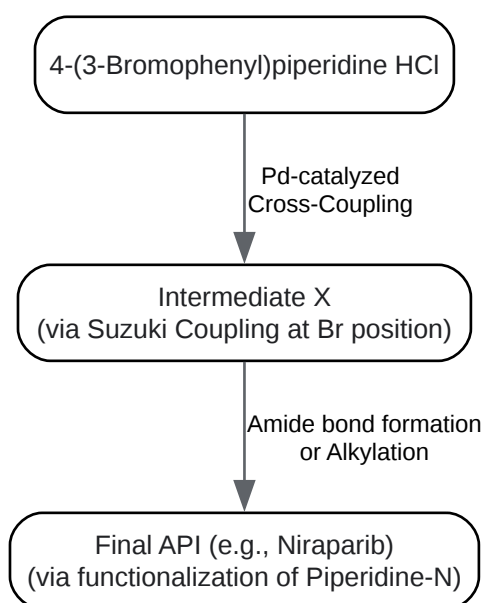 4-(3-Bromophenyl)piperidine HCl
Pd-catalyzed
Cross-Coupling
Intermediate X
(via Suzuki Coupling at Br position)
Amide bond formation
or Alkylation
Final API (e.g., Niraparib)
(via functionalization of Piperidine-N)